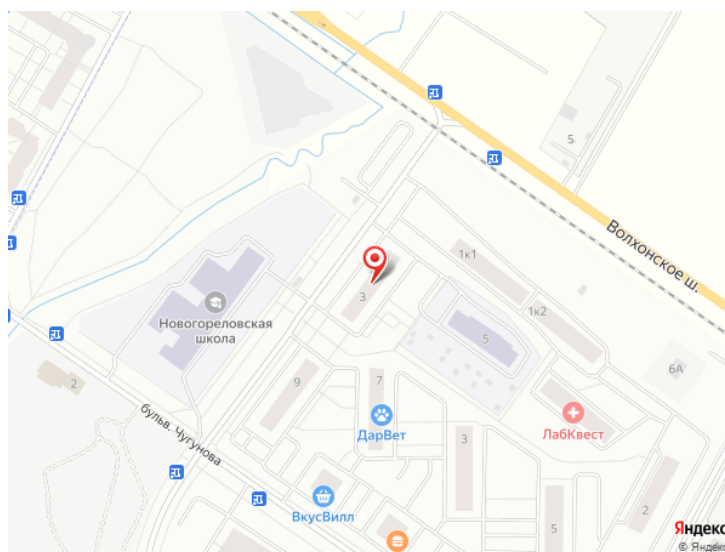 5
Волхонское ш.
1к1
3
1к2
Новогореловская
школа
5
6А
2
9
7
бульв. Чугунова
ДарВет
ЛабКвест
3
ВкусВилл
2
Яндекс
© Яндекс